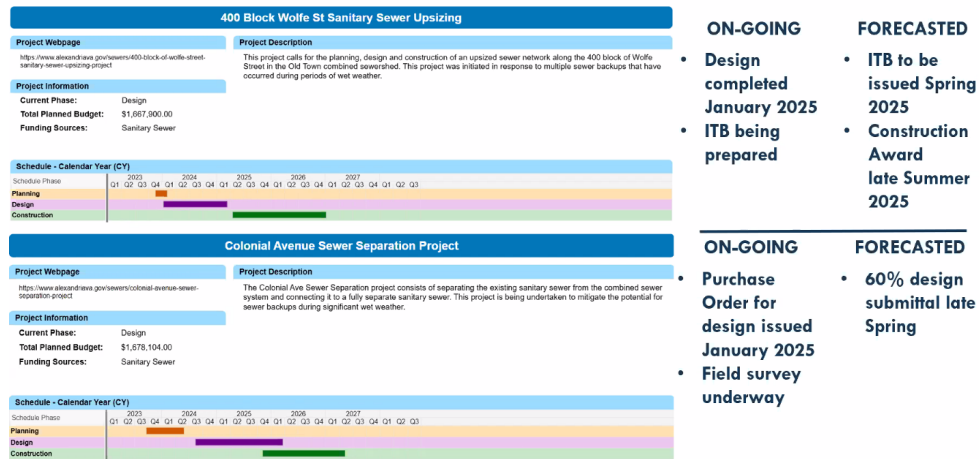 400 Block Wolfe St Sanitary Sewer Upsizing
Project Webpage
https://www.alexandriava.gov/sewers/400-block-of-wolfe-street-
sanitary-sewer-upsizing-project
Project Description
This project calls for the planning, design and construction of an upsized sewer network along the 400 block of Wolfe
Street in the Old Town combined sewershed. This project was initiated in response to multiple sewer backups that have
occurred during periods of wet weather.
Project Information
Current Phase: Design
Total Planned Budget: $1,667,900.00
Funding Sources: Sanitary Sewer
Schedule - Calendar Year (CY)
Schedule Phase
2023 2024 2025 2026 2027
Q1 Q2 Q3 Q4 Q1 Q2 Q3 Q4 Q1 Q2 Q3 Q4 Q1 Q2 Q3 Q4 Q1 Q2 Q3
Planning
Design
Construction
ON-GOING
• Design
completed
January 2025
• ITB being
prepared
FORECASTED
• ITB to be
issued Spring
2025
• Construction
Award
late Summer
2025
Colonial Avenue Sewer Separation Project
Project Webpage
https://www.alexandriava.gov/sewers/colonial-avenue-sewer-
separation-project
Project Description
The Colonial Ave Sewer Separation project consists of separating the existing sanitary sewer from the combined sewer
system and connecting it to a fully separate sanitary sewer. This project is being undertaken to mitigate the potential for
sewer backups during significant wet weather.
Project Information
Current Phase: Design
Total Planned Budget: $1,678,104.00
Funding Sources: Sanitary Sewer
Schedule - Calendar Year (CY)
Schedule Phase
2023 2024 2025 2026 2027
Q1 Q2 Q3 Q4 Q1 Q2 Q3 Q4 Q1 Q2 Q3 Q4 Q1 Q2 Q3 Q4 Q1 Q2 Q3
Planning
Design
Construction
ON-GOING
• Purchase
Order for
design issued
January 2025
• Field survey
underway
FORECASTED
• 60% design
submittal late
Spring